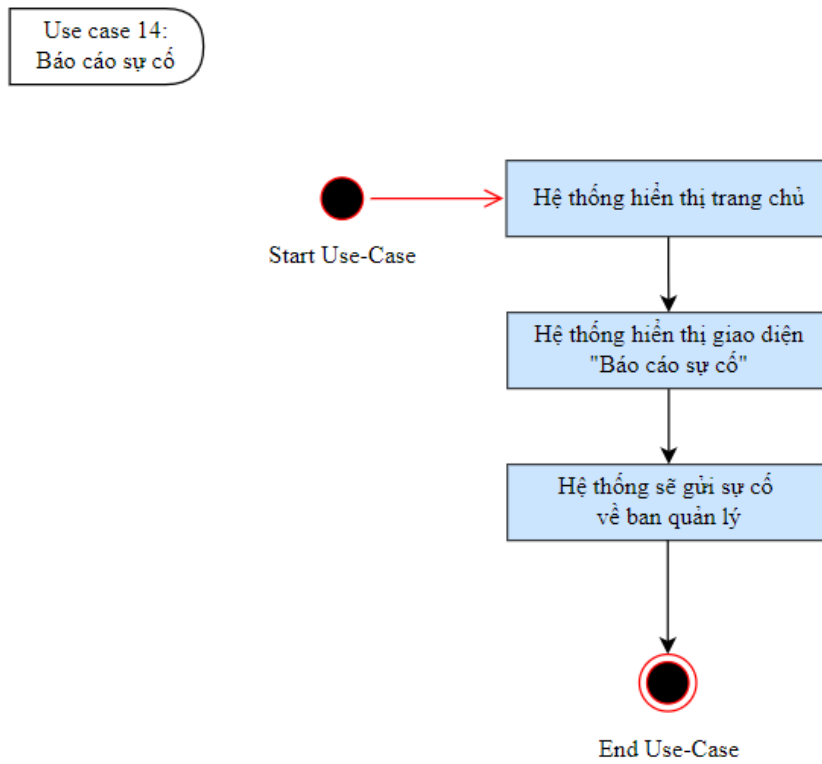 Use case 14:
Báo cáo sự cố
Hệ thống hiển thị trang chủ
Start Use-Case
Hệ thống hiển thị giao diện
"Báo cáo sự cố"
Hệ thống sẽ gửi sự cố
về ban quản lý
End Use-Case